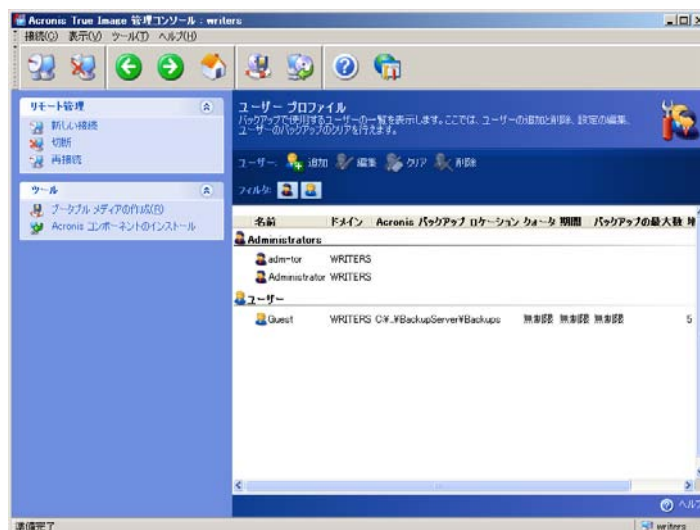 Acronis True Image 管理コンソール : writers
接続(C) 表示(V) ツール(T) ヘルプ(H)
リモート管理
新しい接続
切断
再接続
ツール
ブータブル メディアの作成(R)
Acronis コンポーネントのインストール
ユーザー プロファイル
バックアップで使用するユーザーの一覧を表示します。ここでは、ユーザーの追加と削除、設定の編集、
ユーザーのバックアップのクリアを行えます。
ユーザー: 追加 編集 クリア 削除
フィルタ:
名前 ドメイン Acronis バックアップ ロケーション クォータ 期間 バックアップの最大数
Administrators
adm-tor WRITERS
Administrator WRITERS
ユーザー
Guest WRITERS C:¥..¥BackupServer¥Backups 無制限 無制限 無制限 5
ヘルプ
準備完了 writers